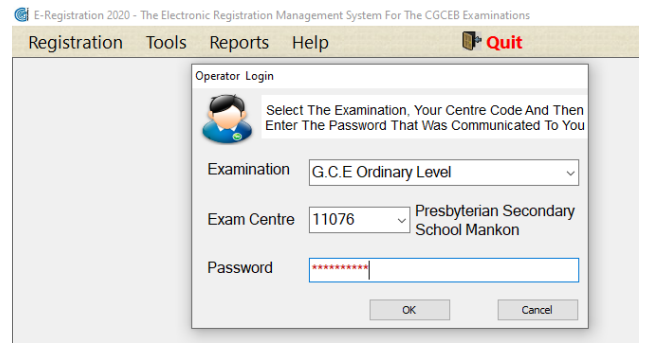 E-Registration 2020 - The Electronic Registration Management System For The CGCEB Examinations
Registration Tools Reports Help Quit
Operator Login
Select The Examination, Your Centre Code And Then
Enter The Password That Was Communicated To You
Examination G.C.E Ordinary Level
Exam Centre 11076 Presbyterian Secondary
School Mankon
Password **********
OK Cancel